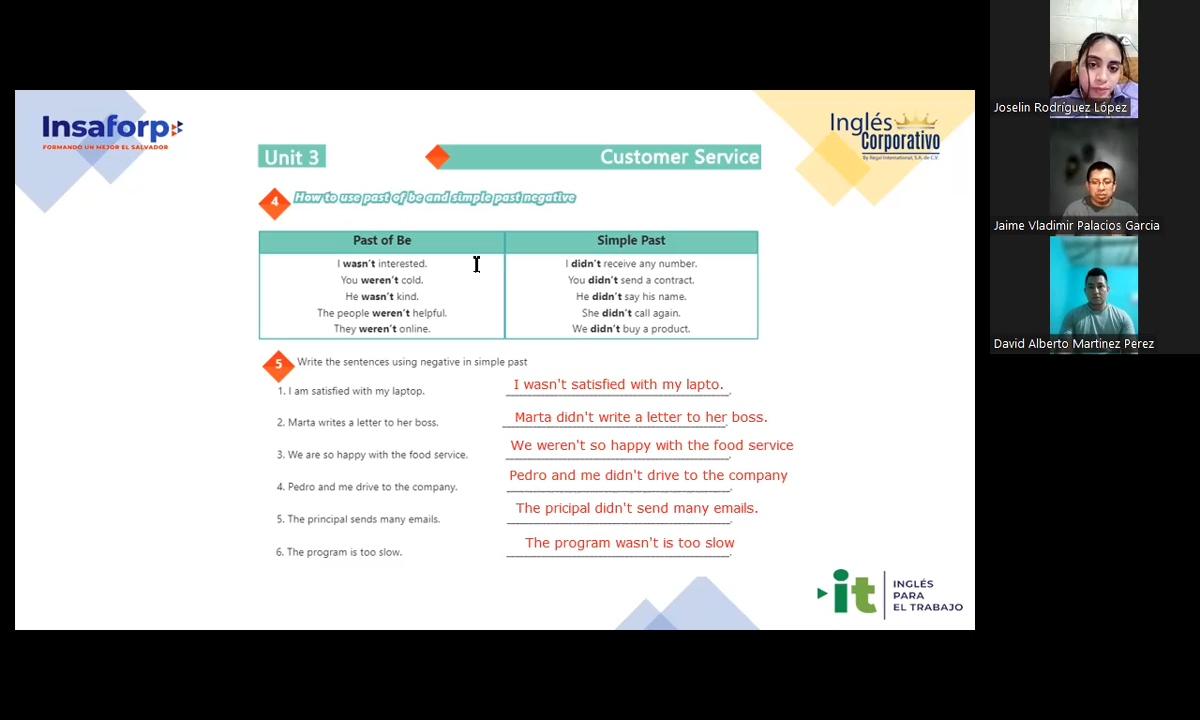 Insaforp
FORMANDO UN MEJOR EL SALVADOR
Inglés
Corporativo
By Regal International, S.A. de C.V.
Unit 3
Customer Service
4
How to use past of be and simple past negative
Past of Be
Simple Past
I wasn't interested.
I didn't receive any number.
You weren't cold.
You didn't send a contract.
He wasn't kind.
He didn't say his name.
The people weren't helpful.
She didn't call again.
They weren't online.
We didn't buy a product.
5
Write the sentences using negative in simple past
1. I am satisfied with my laptop.
I wasn't satisfied with my lapto.
2. Marta writes a letter to her boss.
Marta didn't write a letter to her boss.
3. We are so happy with the food service.
We weren't so happy with the food service
4. Pedro and me drive to the company.
Pedro and me didn't drive to the company
5. The principal sends many emails.
The pricipal didn't send many emails.
6. The program is too slow.
The program wasn't is too slow
it
INGLÉS
PARA
EL TRABAJO
Joselin Rodríguez López
Jaime Vladimir Palacios Garcia
David Alberto Martinez Perez